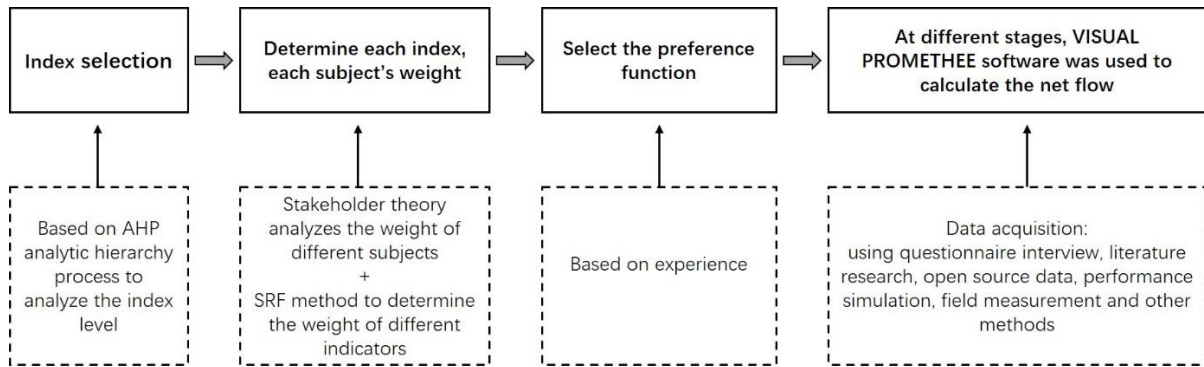 Index selection
Determine each index,
each subject's weight
Select the preference
function
At different stages, VISUAL
PROMETHEE software was used to
calculate the net flow
Based on AHP
analytic hierarchy
process to
analyze the index
level
Stakeholder theory
analyzes the weight of
different subjects
+
SRF method to determine
the weight of different
indicators
Based on experience
Data acquisition:
using questionnaire interview, literature
research, open source data, performance
simulation, field measurement and other
methods